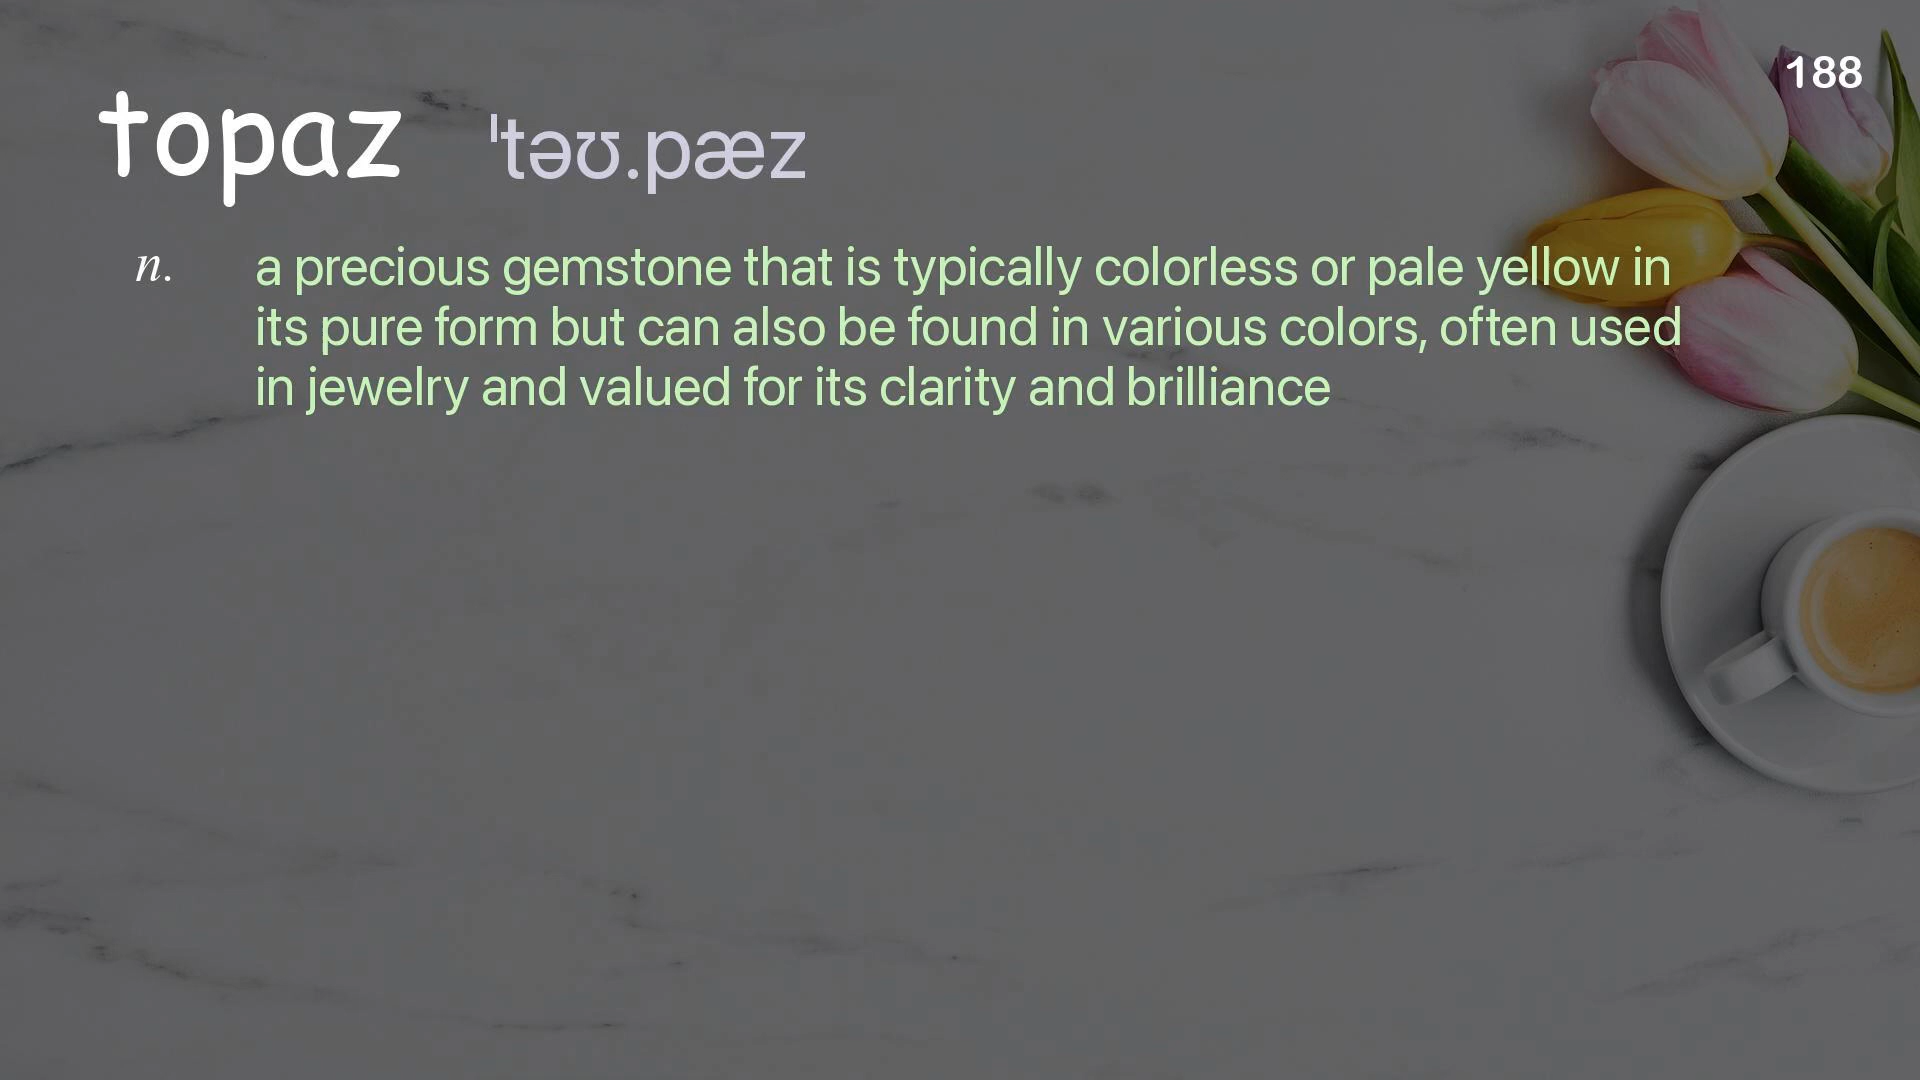 188
topaz ˈtəʊ.pæz
n. a precious gemstone that is typically colorless or pale yellow in
its pure form but can also be found in various colors, often used
in jewelry and valued for its clarity and brilliance